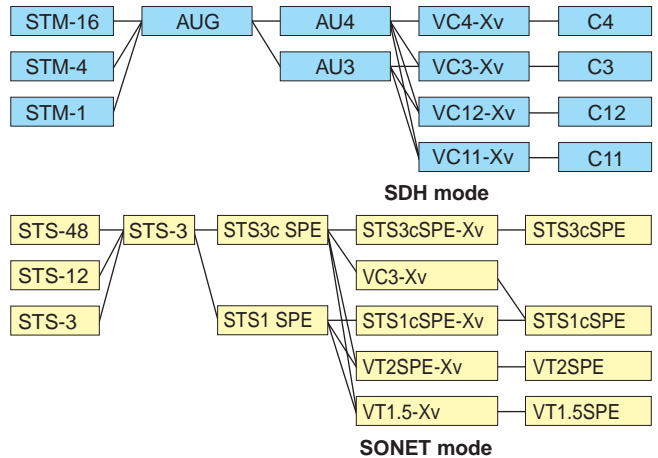 STM-16 AUG AU4 VC4-Xv C4
STM-4 AU3 VC3-Xv C3
STM-1 VC12-Xv C12
VC11-Xv C11
SDH mode
STS-48 STS-3 STS3c SPE STS3cSPE-Xv STS3cSPE
STS-12 VC3-Xv
STS-3 STS1 SPE STS1cSPE-Xv STS1cSPE
VT2SPE-Xv VT2SPE
VT1.5-Xv VT1.5SPE
SONET mode